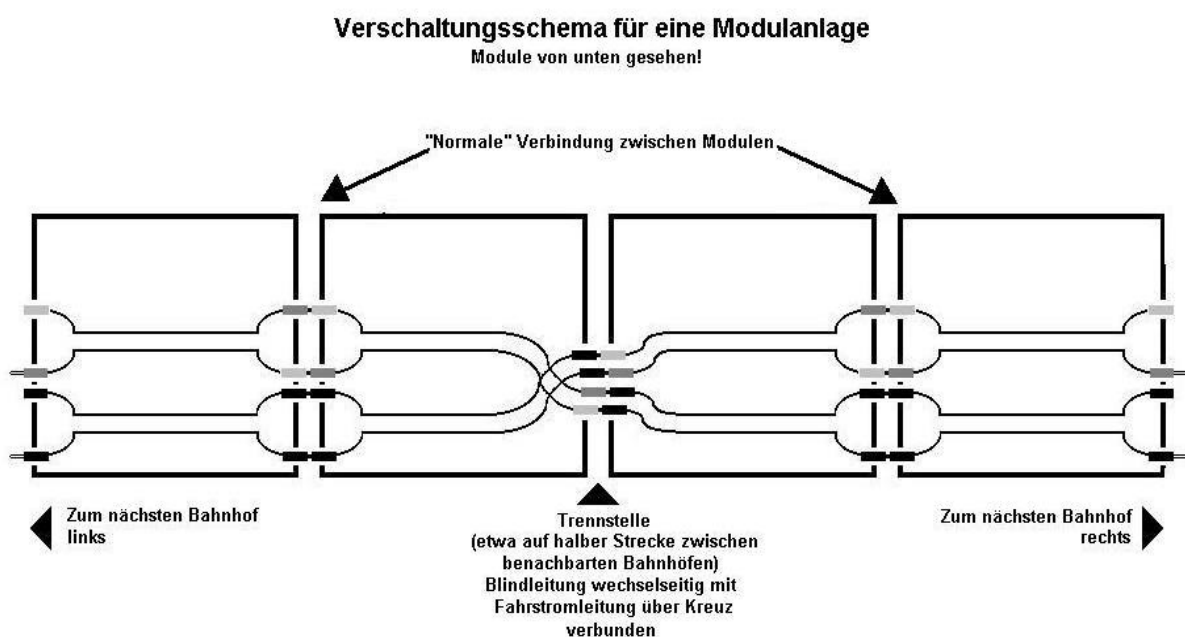 Verschaltungsschema für eine Modulanlage
Module von unten gesehen!
"Normale" Verbindung zwischen Modulen
Zum nächsten Bahnhof
links
Trennstelle
(etwa auf halber Strecke zwischen
benachbarten Bahnhöfen)
Blindleitung wechselseitig mit
Fahrstromleitung über Kreuz
verbunden
Zum nächsten Bahnhof
rechts